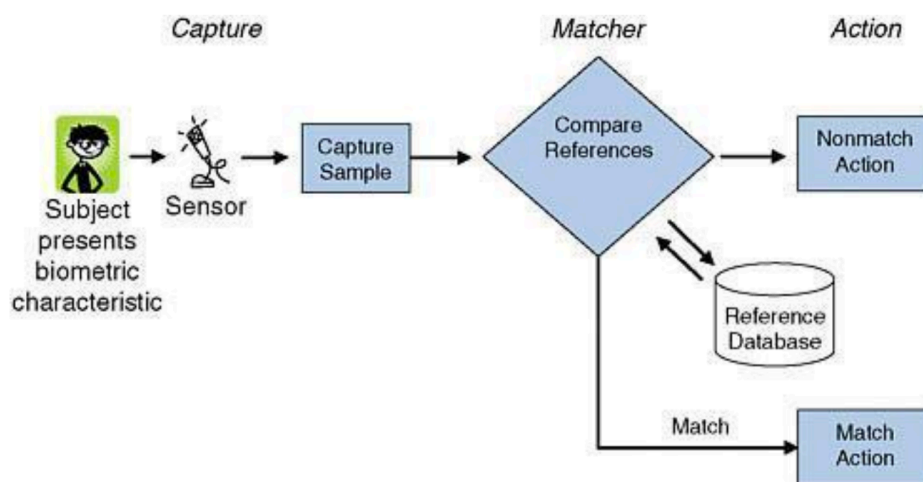 Capture
Matcher
Action
Subject
presents
biometric
characteristic
Sensor
Capture
Sample
Compare
References
Nonmatch
Action
Reference
Database
Match
Match
Action